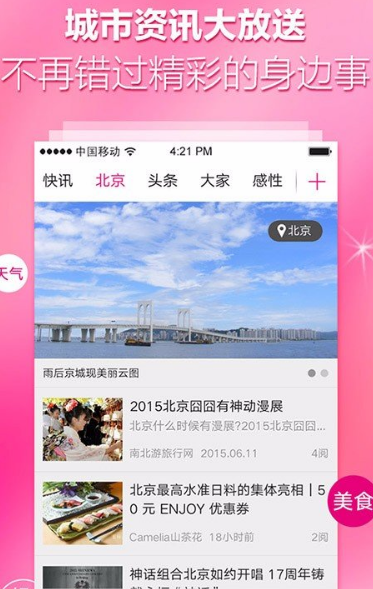 城市资讯大放送
不再错过精彩的身边事
中国移动 4:21 PM
快讯 北京 头条 大家 感性 +
北京
天气
雨后京城现美丽云图
2015北京囧囧有神动漫展
北京什么时候有漫展?2015北京囧囧...
南北游旅行网 2015.06.11 4阅
北京最高水准日料的集体亮相 | 5
0 元 ENJOY 优惠券
美食
Camelia山茶花 18小时前 2阅
神话组合北京如约开唱 17周年铸